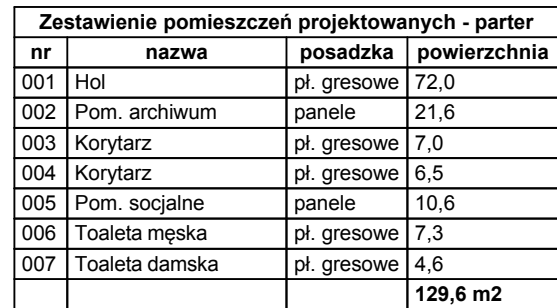 Zestawienie pomieszczeń projektowanych - parter
nr nazwa posadzka powierzchnia
001 Hol pł. gresowe 72,0
002 Pom. archiwum panele 21,6
003 Korytarz pł. gresowe 7,0
004 Korytarz pł. gresowe 6,5
005 Pom. socjalne panele 10,6
006 Toaleta męska pł. gresowe 7,3
007 Toaleta damska pł. gresowe 4,6
129,6 m2